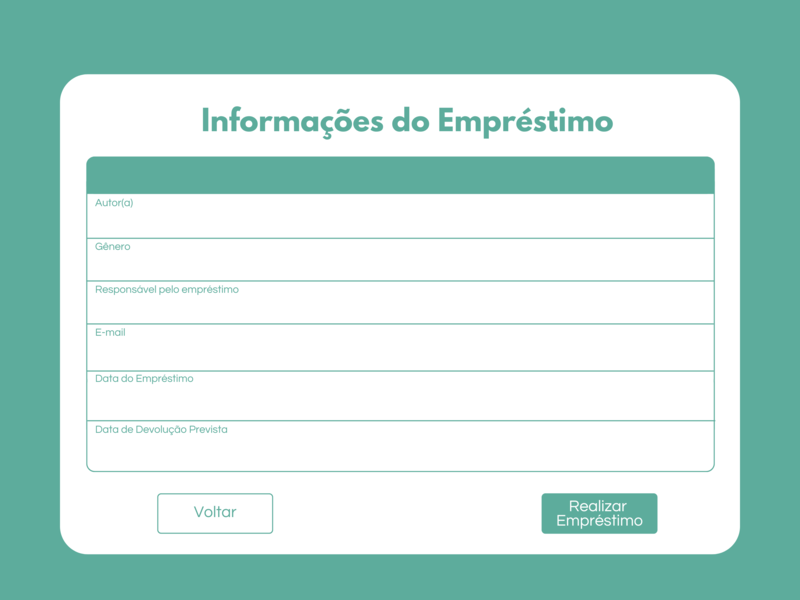 Informações do Empréstimo
Autor(a)
Gênero
Responsável pelo empréstimo
E-mail
Data do Empréstimo
Data de Devolução Prevista
Voltar
Realizar
Empréstimo